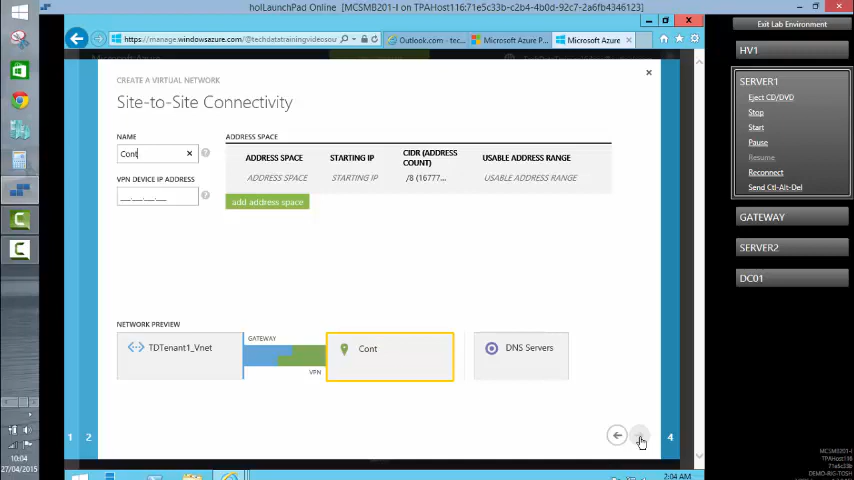 holLaunchPad Online (MCSMB201-I on TPAHost116:71e5c33b-c2b4-4b0d-92c7-2a6fb4346123)
Exit Lab Environment
https://manage.windowsazure.com/@techdatatrainingvideosou
Outlook.com - tec...
Microsoft Azure P...
Microsoft Azure
HV1
CREATE A VIRTUAL NETWORK
Site-to-Site Connectivity
SERVER1
Eject CD/DVD
Stop
Start
Pause
Resume
Reconnect
Send Ctl-Alt-Del
NAME
Cont
ADDRESS SPACE
ADDRESS SPACE STARTING IP CIDR (ADDRESS COUNT) USABLE ADDRESS RANGE
VPN DEVICE IP ADDRESS
ADDRESS SPACE STARTING IP /8 (16777... USABLE ADDRESS RANGE
add address space
GATEWAY
SERVER2
DC01
NETWORK PREVIEW
TDTenant1_Vnet
GATEWAY
VPN
Cont
DNS Servers
1 2
4
10:04
27/04/2015
2:04 AM
MCSMB201-I
TPAHost116
DEMO-RIG-TOSH